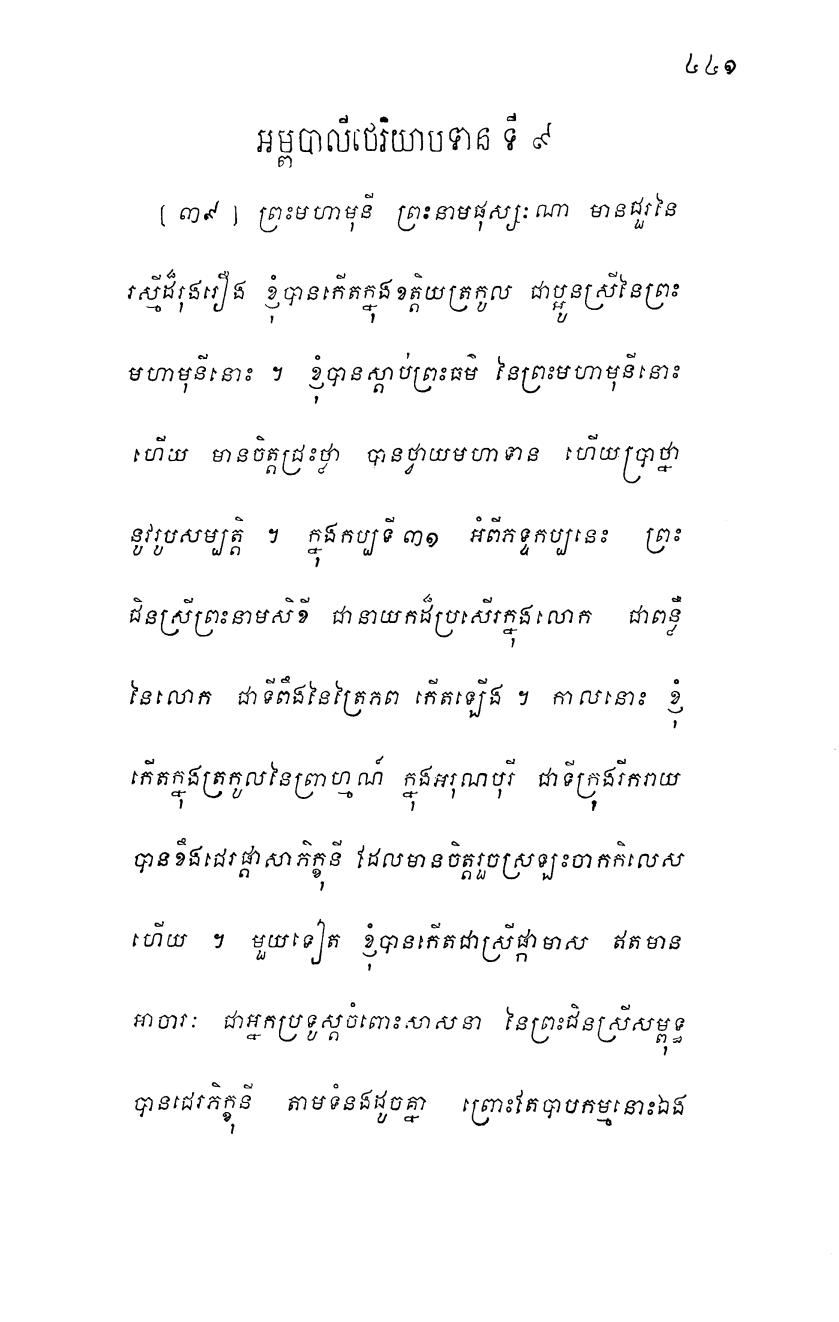 ៤៤១
អម្ពបាលីថេរិយាបទាន ទី ៩
(៣៩) ព្រះមហាមុនី ព្រះនាមផុស្សៈណា មានជួរនៃ
រស្មីដ៏រុងរឿង ខ្ញុំបានកើតក្នុងខត្តិយត្រកូល ជាប្អូនស្រីនៃព្រះ
មហាមុនីនោះ ។ ខ្ញុំបានស្តាប់ព្រះធម៌ នៃព្រះមហាមុនីនោះ
ហើយ មានចិត្តជ្រះថ្លា បានថ្វាយមហាទាន ហើយប្រាថ្នា
នូវរូបសម្បត្តិ ។ ក្នុងកប្បទី ៣១ អំពីភទ្ទកប្បនេះ ព្រះ
ជិនស្រីព្រះនាមសិខី ជានាយកដ៏ប្រសើរក្នុងលោក ជាពន្លឺ
នៃលោក ជាទីពឹងនៃត្រៃភព កើតឡើង ។ កាលនោះ ខ្ញុំ
កើតក្នុងត្រកូលនៃព្រាហ្មណ៍ ក្នុងអរុណបុរី ជាទីក្រុងរីករាយ
បានខឹងជេរផ្តាសាភិក្ខុនី ដែលមានចិត្តរួចស្រឡះចាកកិលេស
ហើយ ។ មួយទៀត ខ្ញុំបានកើតជាស្រីផ្កាមាស ឥតមាន
អាចារៈ ជាអ្នកប្រទូស្តចំពោះសាសនា នៃព្រះជិនស្រីសម្ពុទ្ធ
បានជេរភិក្ខុនី តាមទំនងដូចគ្នា ព្រោះតែបាបកម្មនោះឯង